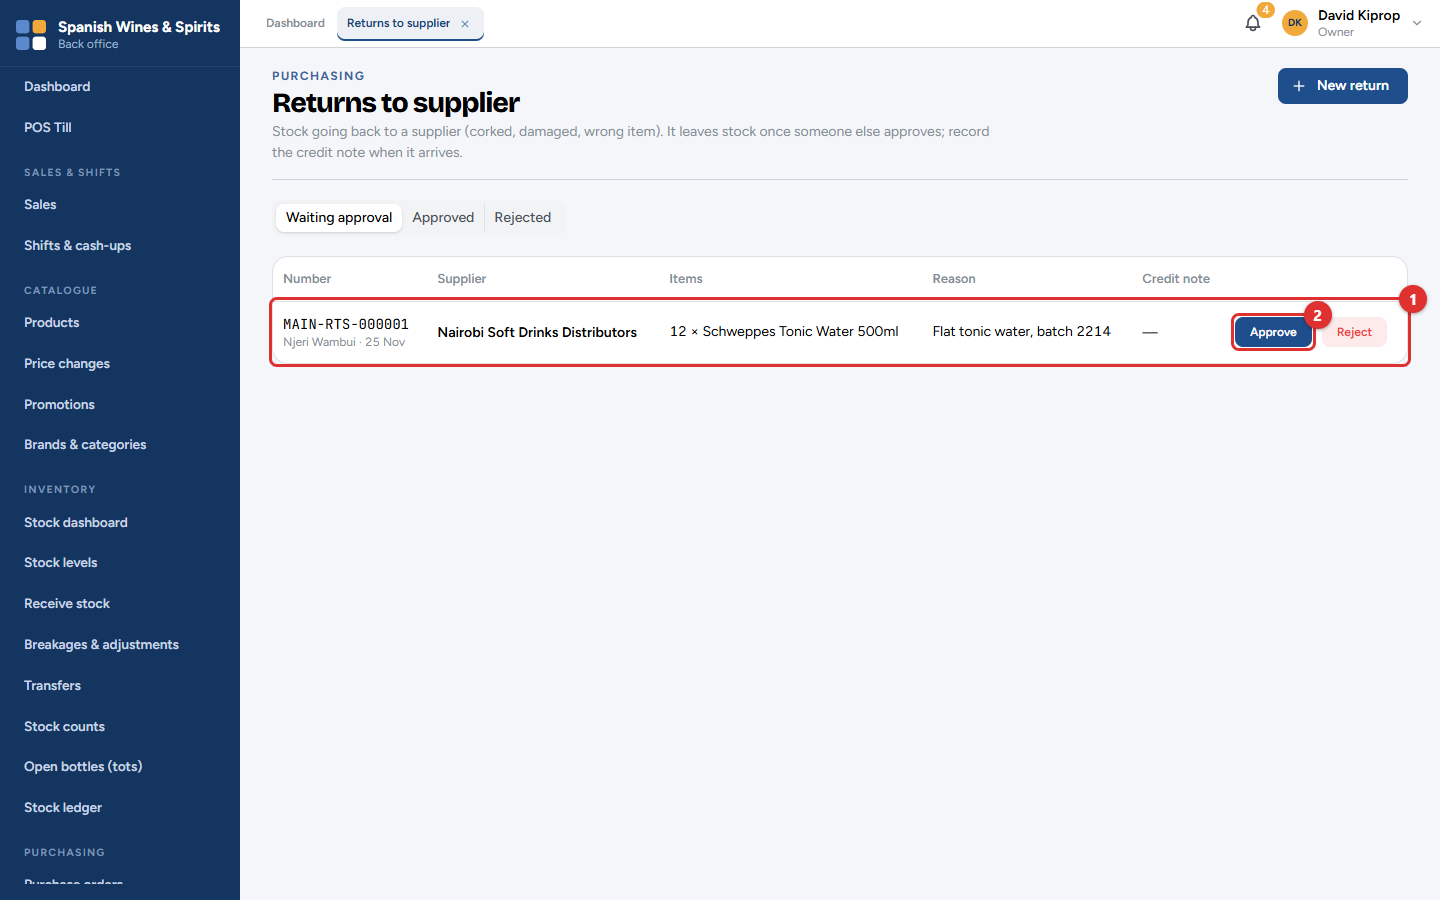 Spanish Wines & Spirits
Back office
Dashboard
POS Till
SALES & SHIFTS
Sales
Shifts & cash-ups
CATALOGUE
Products
Price changes
Promotions
Brands & categories
INVENTORY
Stock dashboard
Stock levels
Receive stock
Breakages & adjustments
Transfers
Stock counts
Open bottles (tots)
Stock ledger
PURCHASING
Purchase orders
Dashboard
Returns to supplier
4
DK
David Kiprop
Owner
PURCHASING
Returns to supplier
Stock going back to a supplier (corked, damaged, wrong item). It leaves stock once someone else approves; record
the credit note when it arrives.
New return
Waiting approval Approved Rejected
Number Supplier Items Reason Credit note
1
MAIN-RTS-000001
Njeri Wambui · 25 Nov
Nairobi Soft Drinks Distributors
12 × Schweppes Tonic Water 500ml
Flat tonic water, batch 2214
—
Approve
2
Reject